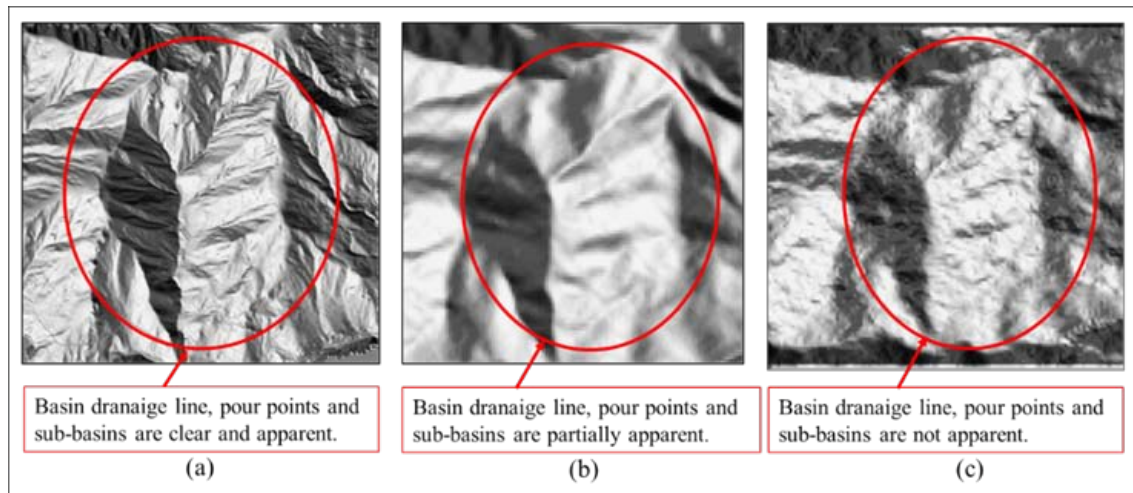 Basin dranaige line, pour points and
sub-basins are clear and apparent.
(a)
Basin dranaige line, pour points and
sub-basins are partially apparent.
(b)
Basin dranaige line, pour points and
sub-basins are not apparent.
(c)